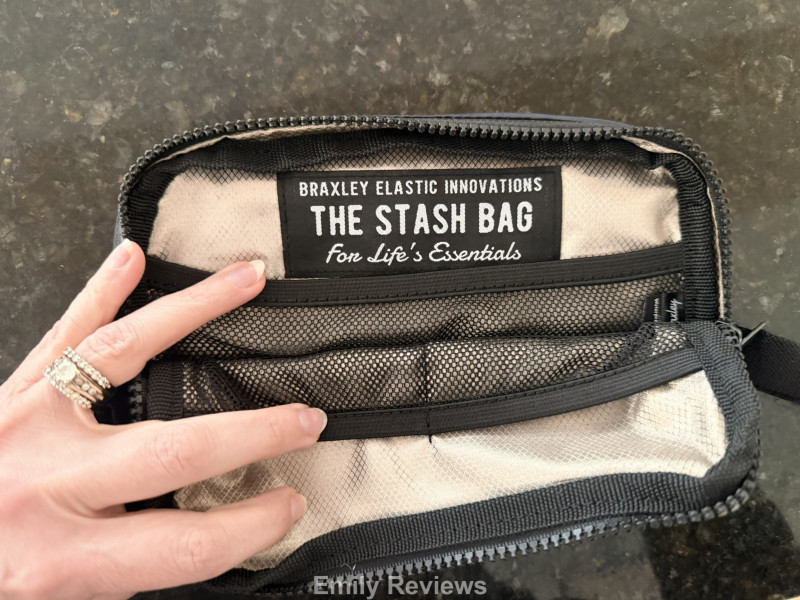 BRAXLEY ELASTIC INNOVATIONS
THE STASH BAG
For Life's Essentials
Emily Reviews